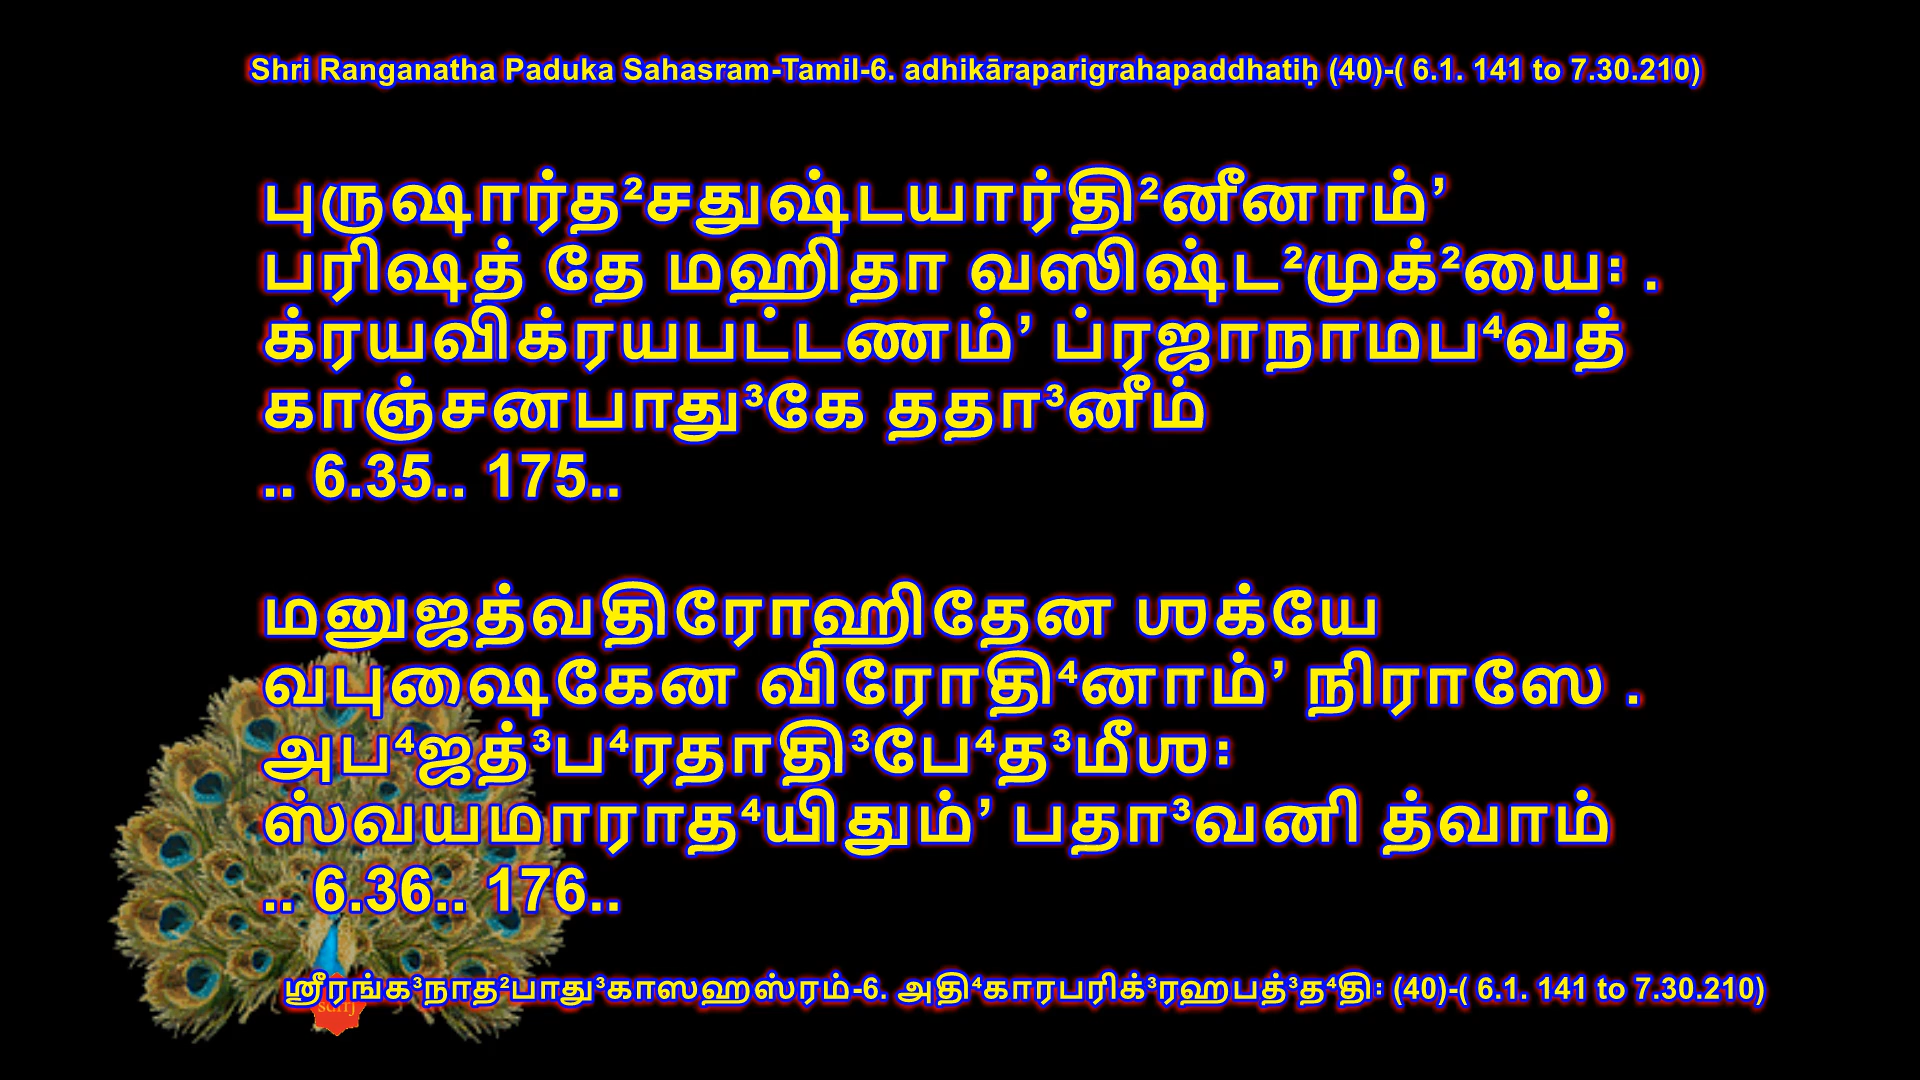 Shri Ranganatha Paduka Sahasram-Tamil-6. adhikāraparigrahapaddhatiḥ (40)-( 6.1. 141 to 7.30.210)
புருஷார்த²சதுஷ்டயார்தி²னீனாம்ʼ
பரிஷத் தே மஹிதா வஸிஷ்ட²முக்²யை꞉ .
க்ரயவிக்ரயபட்டணம்ʼ ப்ரஜாநாமப⁴வத்
காஞ்சனபாது³கே ததா³னீம்
.. 6.35.. 175..
மனுஜத்வதிரோஹிதேன ஶக்யே
வபுஷைகேன விரோதி⁴னாம்ʼ நிராஸே .
அப⁴ஜத்³ப⁴ரதாதி³பே⁴த³மீஶ꞉
ஸ்வயமாராத⁴யிதும்ʼ பதா³வனி த்வாம்
.. 6.36.. 176..
ஶ்ரீரங்க³நாத²பாது³காஸஹஸ்ரம்-6. அதி⁴காரபரிக்³ரஹபத்³த⁴தி꞉ (40)-( 6.1. 141 to 7.30.210)